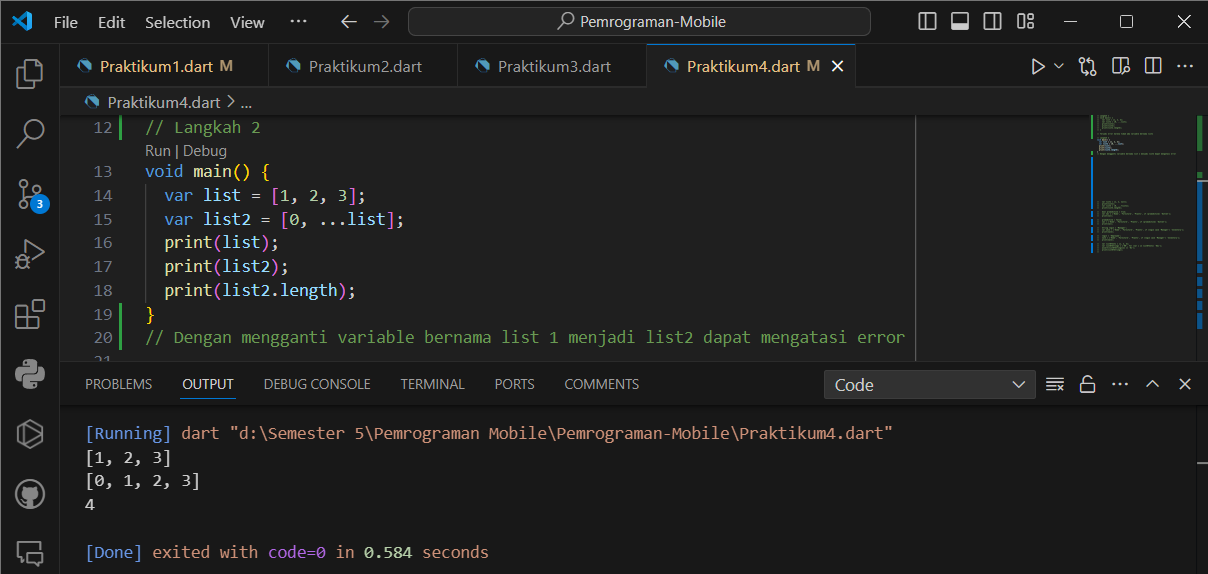 File Edit Selection View ··· Pemrograman-Mobile
Praktikum1.dart M Praktikum2.dart Praktikum3.dart Praktikum4.dart M
Praktikum4.dart > ...
12 // Langkah 2
Run | Debug
13 void main() {
14 var list = [1, 2, 3];
15 var list2 = [0, ...list];
16 print(list);
17 print(list2);
18 print(list2.length);
19 }
20 // Dengan mengganti variable bernama list 1 menjadi list2 dapat mengatasi error
21
3
PROBLEMS OUTPUT DEBUG CONSOLE TERMINAL PORTS COMMENTS Code
[Running] dart "d:\Semester 5\Pemrograman Mobile\Pemrograman-Mobile\Praktikum4.dart"
[1, 2, 3]
[0, 1, 2, 3]
4
[Done] exited with code=0 in 0.584 seconds